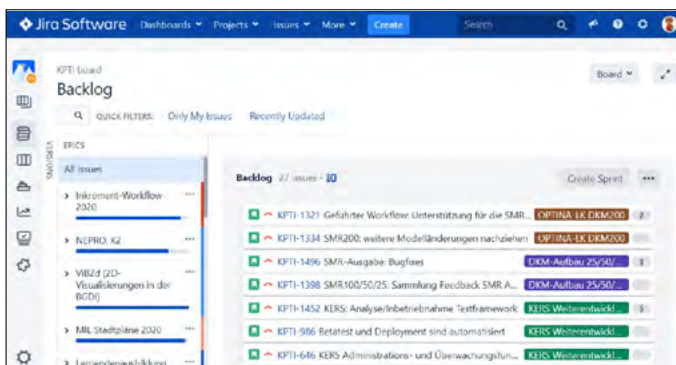 Jira Software Dashboards Projects Issues More Create Search
KPTI board
Backlog
Board
QUICK FILTERS: Only My Issues Recently Updated
VERSIONS
EPICS
All issues
Inkrement-Workflow 2020
NEPRO, K2
ViB2d (2D-
Visualisierungen in der
BGDI)
MIL Stadtpläne 2020
Lernendenausbildung
Backlog 27 issues
Create Sprint
KPTI-1321 Geführter Workflow: Unterstützung für die SMR... OPTINA-LK DKM200 2
KPTI-1334 SMR200: weitere Modelländerungen nachziehen OPTINA-LK DKM200
KPTI-1496 SMR-Ausgabe: Bugfixes DKM-Aufbau 25/50/...
KPTI-1398 SMR100/50/25: Sammlung Feedback SMR A... DKM-Aufbau 25/50/...
KPTI-1452 KERS: Analyse/Inbetriebnahme Testframework KERS Weiterentwickl... 5
KPTI-986 Betatest und Deployment sind automatisiert KERS Weiterentwickl...
KPTI-646 KERS Administrations- und Überwachungsfun... KERS Weiterentwickl...